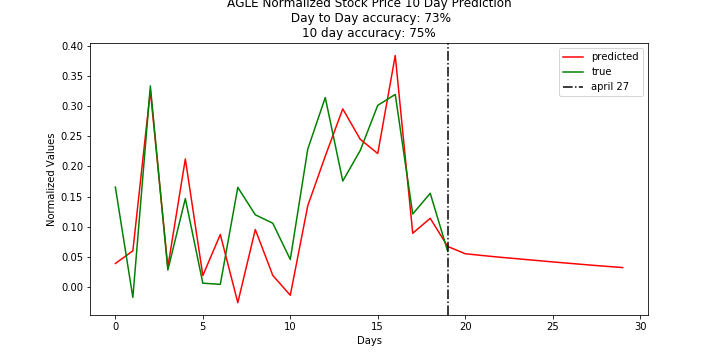 AGLE Normalized Stock Price 10 Day Prediction
Day to Day accuracy: 73%
10 day accuracy: 75%
0.40
0.35
0.30
0.25
0.20
0.15
0.10
0.05
0.00
Normalized Values
predicted
true
april 27
0 5 10 15 20 25 30
Days